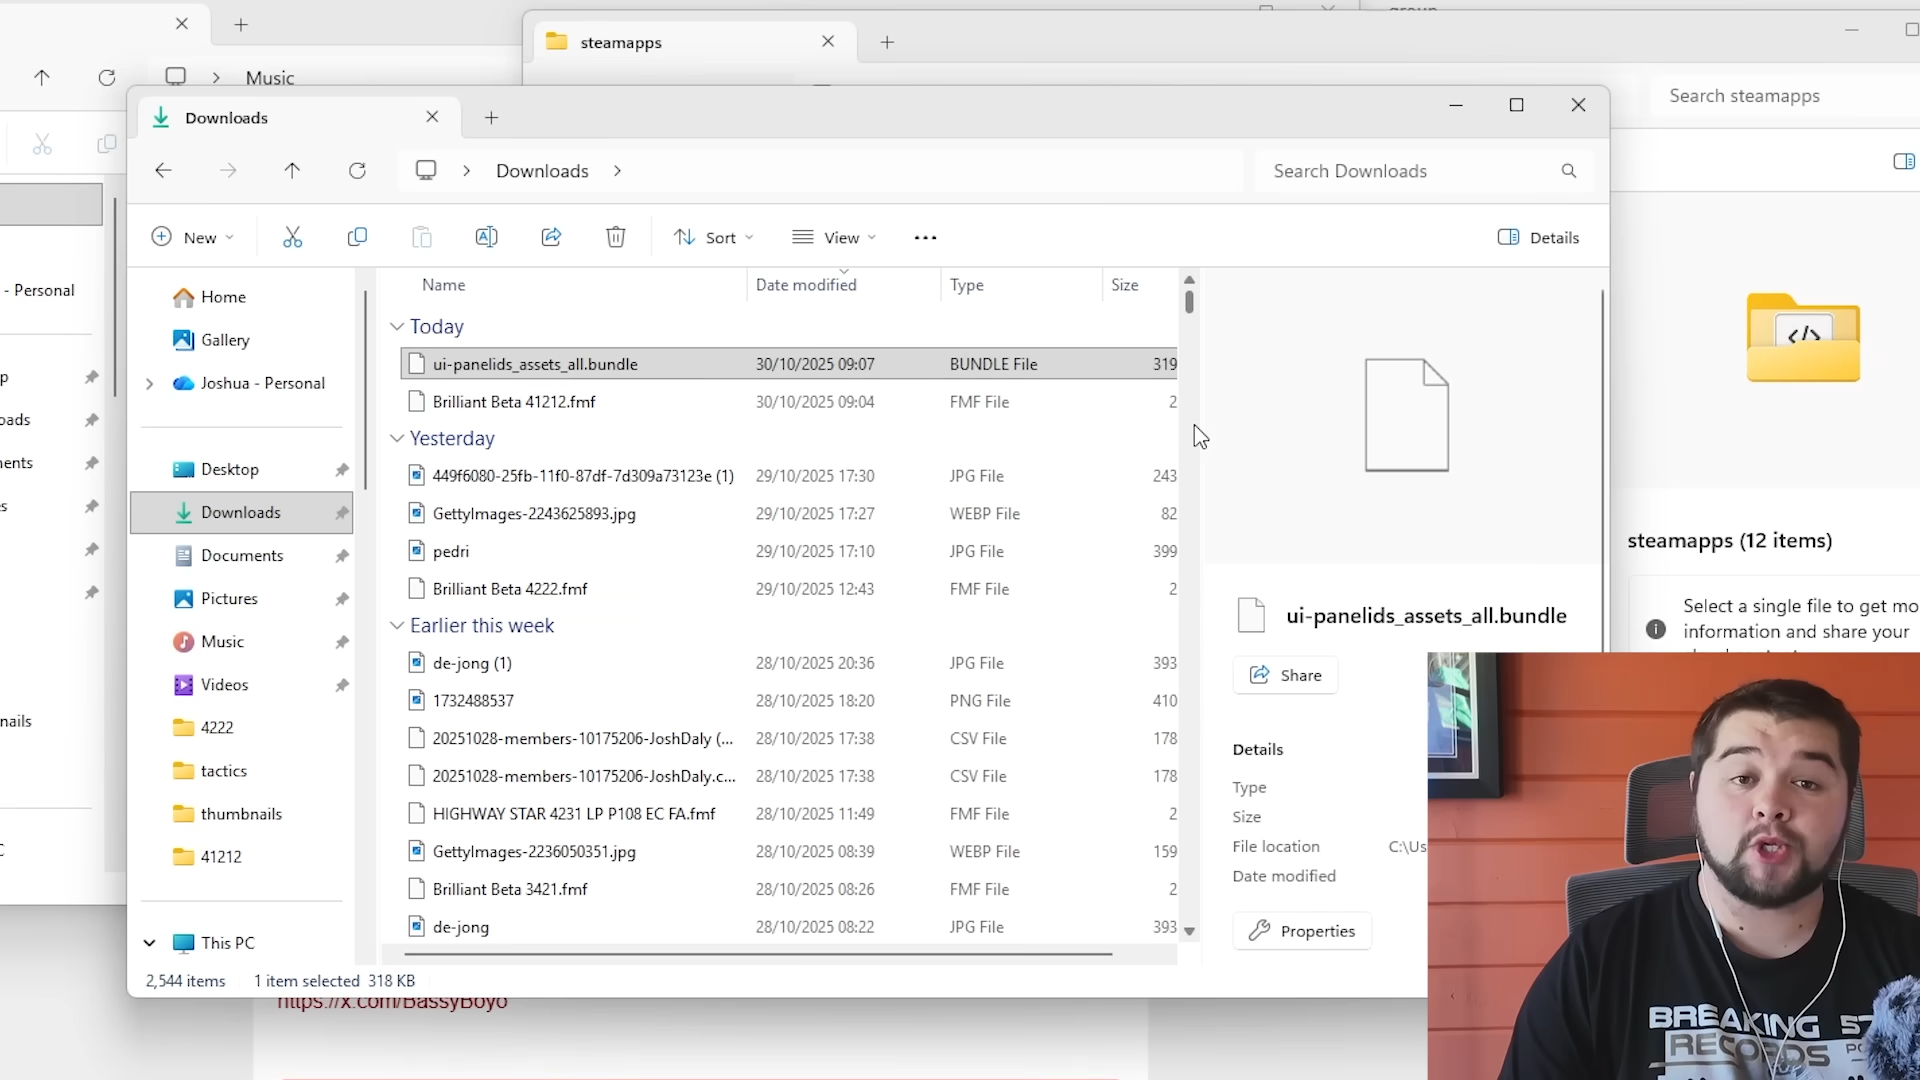 steamapps
Music
Search steamapps
Downloads
Downloads
Search Downloads
New
Sort
View
Details
- Personal
Name
Date modified
Type
Size
Home
Gallery
Joshua - Personal
Desktop
Downloads
Documents
Pictures
Music
Videos
4222
tactics
thumbnails
41212
This PC
Today
ui-panelids_assets_all.bundle 30/10/2025 09:07 BUNDLE File 319
Brilliant Beta 41212.fmf 30/10/2025 09:04 FMF File 2
Yesterday
449f6080-25fb-11f0-87df-7d309a73123e (1) 29/10/2025 17:30 JPG File 243
GettyImages-2243625893.jpg 29/10/2025 17:27 WEBP File 82
pedri 29/10/2025 17:10 JPG File 399
Brilliant Beta 4222.fmf 29/10/2025 12:43 FMF File 2
Earlier this week
de-jong (1) 28/10/2025 20:36 JPG File 393
1732488537 28/10/2025 18:20 PNG File 410
20251028-members-10175206-JoshDaly (... 28/10/2025 17:38 CSV File 178
20251028-members-10175206-JoshDaly.c... 28/10/2025 17:38 CSV File 178
HIGHWAY STAR 4231 LP P108 EC FA.fmf 28/10/2025 11:49 FMF File 2
GettyImages-2236050351.jpg 28/10/2025 08:39 WEBP File 159
Brilliant Beta 3421.fmf 28/10/2025 08:26 FMF File 2
de-jong 28/10/2025 08:22 JPG File 393
2,544 items 1 item selected 318 KB
ui-panelids_assets_all.bundle
Share
Details
Type
Size
File location C:\Us
Date modified
Properties
steamapps (12 items)
Select a single file to get mo
information and share your
p
oads
ents
s
nails
https://x.com/BassyBoyo
BREAKING
RECORDS